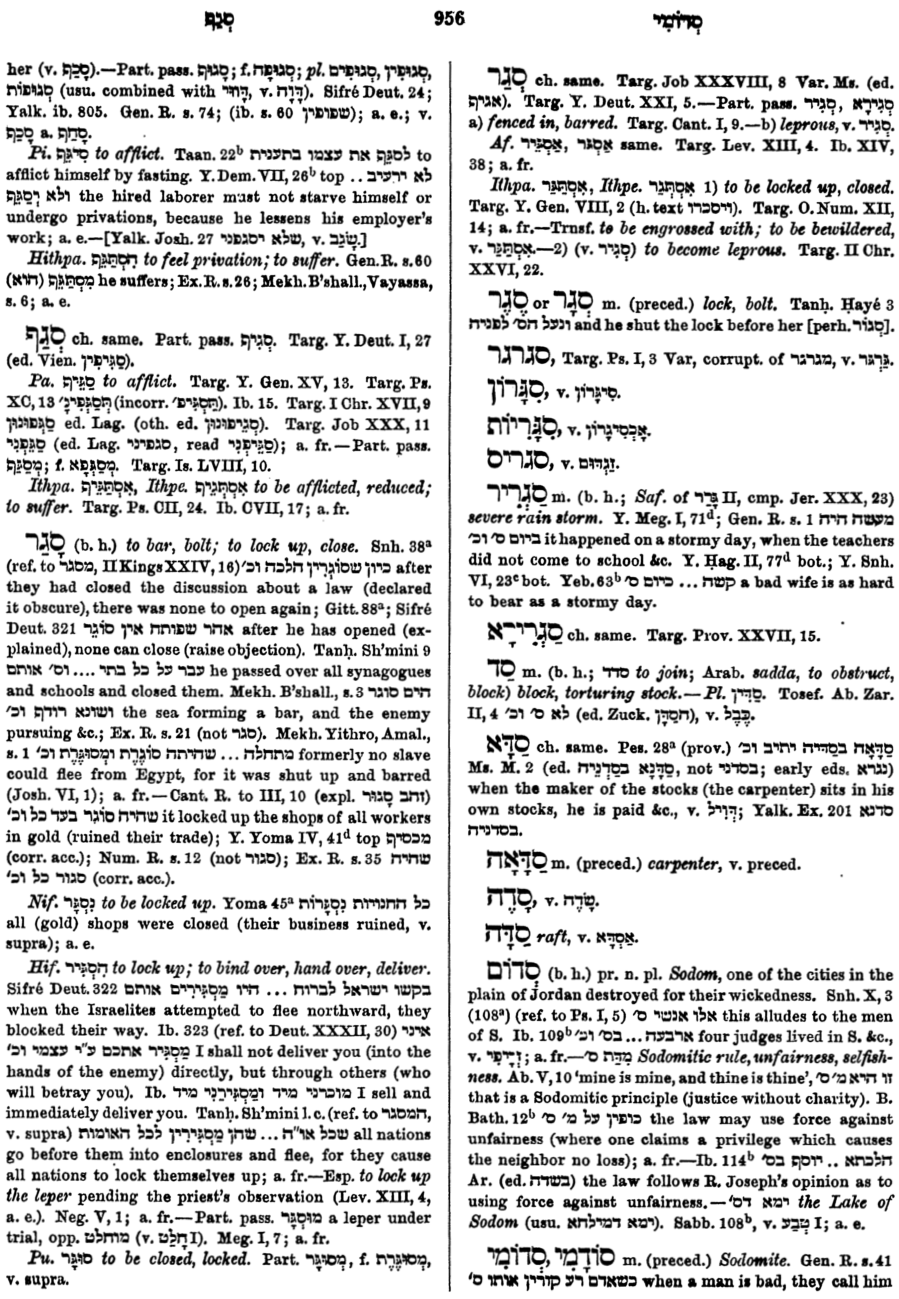 סְגַף 956 סְדוֹמִי
her (v. סָכַף).—Part. pass. סָגוּף; f. סְגוּפָה; pl. סְגוּפִים, סְגוּפִין,
סְגוּפוֹת (usu. combined with דָּחוּי, v. דָּוֶה). Sifré Deut. 24;
Yalk. ib. 805. Gen. R. s. 74; (ib. s. 60 שפופין); a. e.; v.
סָכַף a. סָחַף.
Pi. סִיגֵּף to afflict. Taan. 22ᵇ לסגף את עצמו בתענית to
afflict himself by fasting. Y. Dem. VII, 26ᵇ top לא ירעיב ..
ולא יְסַגֵּף the hired laborer must not starve himself or
undergo privations, because he lessens his employer's
work; a. e.—[Yalk. Josh. 27 שלא יסגפני, v. טָנַב.]
Hithpa. הִסְתַּגֵּף to feel privation; to suffer. Gen. R. s. 60
(הוא) מִסְתַּגֵּף he suffers; Ex. R. s. 26; Mekh. B'shall., Vayassa,
s. 6; a. e.
סְגַף ch. same. Part. pass. סְגִיף. Targ. Y. Deut. I, 27
(ed. Vien. סְגִיפִין).
Pa. סַגֵּיף to afflict. Targ. Y. Gen. XV, 13. Targ. Ps.
XC, 13 תְּסַגְּפִינָ׳ (incorr. תְּסַגִּיפ׳). Ib. 15. Targ. I Chr. XVII, 9
סַגְּפוּנוּן ed. Lag. (oth. ed. סַגִּיפוּנוּן). Targ. Job XXX, 11
סַגְּפַנִי (ed. Lag. סגפיני, read סַגֵּיפְנִי); a. fr.—Part. pass.
מְסַגַּף; f. מְסַגְּפָא. Targ. Is. LVIII, 10.
Ithpa. אִסְתַּגֵּיף, Ithpe. אִסְתְּגֵיף to be afflicted, reduced;
to suffer. Targ. Ps. CII, 24. Ib. CVII, 17; a. fr.
סָגַר (b. h.) to bar, bolt; to lock up, close. Snh. 38ᵃ
(ref. to מסגר, II Kings XXIV, 16) כיון שסוגרין הלכה וכ׳ after
they had closed the discussion about a law (declared
it obscure), there was none to open again; Gitt. 88ᵃ; Sifré
Deut. 321 אחר שפותח אין סוֹגֵר after he has opened (ex-
plained), none can close (raise objection). Tanḥ. Sh'mini 9
עבר על כל בתי .... וס׳ אותם he passed over all synagogues
and schools and closed them. Mekh. B'shall., s. 3 הים סוגר
ושונא רודף וכ׳ the sea forming a bar, and the enemy
pursuing &c.; Ex. R. s. 21 (not סגר). Mekh. Yithro, Amal.,
s. 1 מתחלה ... שהיתה סוֹגֶרֶת וּמְסוּגֶּרֶת וכ׳ formerly no slave
could flee from Egypt, for it was shut up and barred
(Josh. VI, 1); a. fr.—Cant. R. to III, 10 (expl. זהב סָגוּר)
שהיה סוֹגֵר בעד כל וכ׳ it locked up the shops of all workers
in gold (ruined their trade); Y. Yoma IV, 41ᵈ top מכסיף
(corr. acc.); Num. R. s. 12 (not סגור); Ex. R. s. 35 שהיה
סגור כל וכ׳ (corr. acc.).
Nif. נִסְגָּר to be locked up. Yoma 45ᵃ כל החנויות נִסְגָּרוֹת
all (gold) shops were closed (their business ruined, v.
supra); a. e.
Hif. הִסְגִּיר to lock up; to bind over, hand over, deliver.
Sifré Deut. 322 בקשו ישראל לברוח ... היו מַסְגִּירִים אותם
when the Israelites attempted to flee northward, they
blocked their way. Ib. 323 (ref. to Deut. XXXII, 30) איני
מַסְגִּיר אתכם ע״י עצמי וכ׳ I shall not deliver you (into the
hands of the enemy) directly, but through others (who
will betray you). Ib. מוכרני מיד וּמַסְגִּירֵנִי מיד I sell and
immediately deliver you. Tanḥ. Sh'mini l. c. (ref. to המסגר,
v. supra) שכל או״ה ... שהן מַסְגִּירִין לכל האומות all nations
go before them into enclosures and flee, for they cause
all nations to lock themselves up; a. fr.—Esp. to lock up
the leper pending the priest's observation (Lev. XIII, 4,
a. e.). Neg. V, 1; a. fr.—Part. pass. מוּסְגָּר a leper under
trial, opp. מוחלט (v. חָלַט I). Meg. I, 7; a. fr.
Pu. סוּגַּר to be closed, locked. Part. מְסוּגָּר, f. מְסוּגֶּרֶת,
v. supra.
סְגַר ch. same. Targ. Job XXXVIII, 8 Var. Ms. (ed.
אגיף). Targ. Y. Deut. XXI, 5.—Part. pass. סְגִיר, סְגִירָא
a) fenced in, barred. Targ. Cant. I, 9.—b) leprous, v. סְגִיר.
Af. אַסְגַּר, אַסְגֵּיר same. Targ. Lev. XIII, 4. Ib. XIV,
38; a. fr.
Ithpa. אִסְתַּגַּר, Ithpe. אִסְתְּגַר 1) to be locked up, closed.
Targ. Y. Gen. VIII, 2 (h. text ויסכרו). Targ. O. Num. XII,
14; a. fr.—Trnsf. to be engrossed with; to be bewildered,
v. אִסְתַּגַּר.—2) (v. סְגִיר) to become leprous. Targ. II Chr.
XXVI, 22.
סֶגֶר or סְגָר m. (preced.) lock, bolt. Tanḥ. Ḥayé 3
ונעל הס׳ לפניה and he shut the lock before her [perh. סגור׳].
סגרגר, Targ. Ps. I, 3 Var, corrupt. of מגרגר, v. גַּרְגַּר.
סִגָּרוֹן, v. סִיגָּרוֹן.
סִגָּרִיוֹת, v. אַכְסִיגָרוֹן.
סגריס, v. זַגְדּוּם.
סַגְרִיר m. (b. h.; Saf. of גִּיר II, cmp. Jer. XXX, 23)
severe rain storm. Y. Meg. I, 71ᵈ; Gen. R. s. 1 מעשה היה
ביום ס׳ וכ׳ it happened on a stormy day, when the teachers
did not come to school &c. Y. Ḥag. II, 77ᵈ bot.; Y. Snh.
VI, 23ᶜ bot. Yeb. 63ᵇ קשה ... כיום ס׳ a bad wife is as hard
to bear as a stormy day.
סַגְרִירָא ch. same. Targ. Prov. XXVII, 15.
סַד m. (b. h.; סדד to join; Arab. sadda, to obstruct,
block) block, torturing stock.—Pl. סַדִּין. Tosef. Ab. Zar.
II, 4 לא ס׳ וכ׳ (ed. Zuck. הסדן), v. כֶּבֶל.
סַדָּא ch. same. Pes. 28ᵃ (prov.) סַדָּאָה בסדיה יתיב וכ׳
Ms. M. 2 (ed. סַדָּנָא בסַדָּנֵיה, not בסדני; early eds. נגרא)
when the maker of the stocks (the carpenter) sits in his
own stocks, he is paid &c., v. דְּוִיל; Yalk. Ex. 201 סדנא
בסדניה.
סַדָּאָה m. (preced.) carpenter, v. preced.
סָדֶה, v. שָׂדֶה.
סַדָּה raft, v. אַסְדָּא.
סְדוֹם (b. h.) pr. n. pl. Sodom, one of the cities in the
plain of Jordan destroyed for their wickedness. Snh. X, 3
(108ᵃ) (ref. to Ps. I, 5) אלו אנשי ס׳ this alludes to the men
of S. Ib. 109ᵇ ארבעה ... בס׳ וכ׳ four judges lived in S. &c.,
v. זַיְיפַי; a. fr.—מִדַּת ס׳ Sodomitic rule, unfairness, selfish-
ness. Ab. V, 10 'mine is mine, and thine is thine', זו היא מ׳ ס׳
that is a Sodomitic principle (justice without charity). B.
Bath. 12ᵇ כופין על מ׳ ס׳ the law may use force against
unfairness (where one claims a privilege which causes
the neighbor no loss); a. fr.—Ib. 114ᵇ הלכתא .. יוסף בס׳
Ar. (ed. בשדה) the law follows R. Joseph's opinion as to
using force against unfairness.—ימא דס׳ the Lake of
Sodom (usu. ימא דמילחא). Sabb. 108ᵇ, v. טָבַע I; a. e.
סוֹדָמִי, סְדוֹמִי m. (preced.) Sodomite. Gen. R. s. 41
כשאדם רע קורין אותו ס׳ when a man is bad, they call him